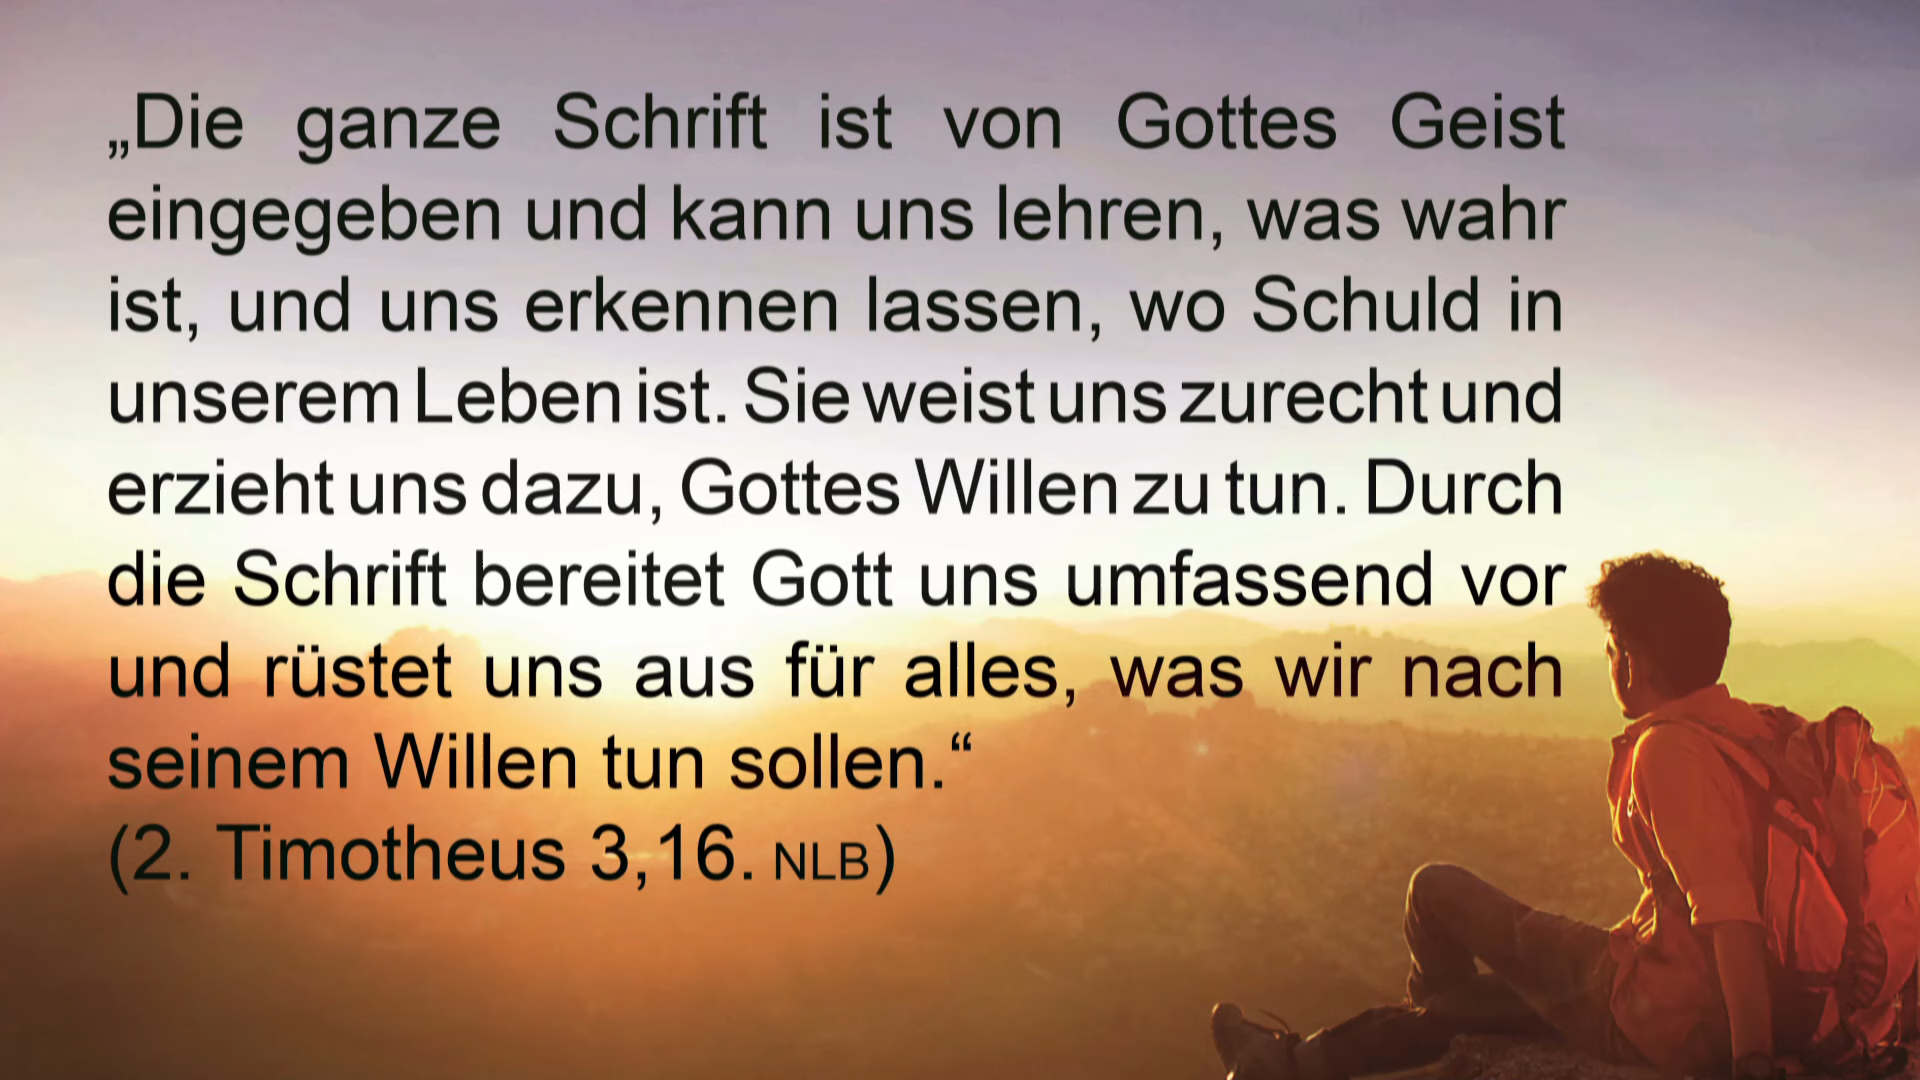 „Die ganze Schrift ist von Gottes Geist
eingegeben und kann uns lehren, was wahr
ist, und uns erkennen lassen, wo Schuld in
unserem Leben ist. Sie weist uns zurecht und
erzieht uns dazu, Gottes Willen zu tun. Durch
die Schrift bereitet Gott uns umfassend vor
und rüstet uns aus für alles, was wir nach
seinem Willen tun sollen.“
(2. Timotheus 3,16. NLB)